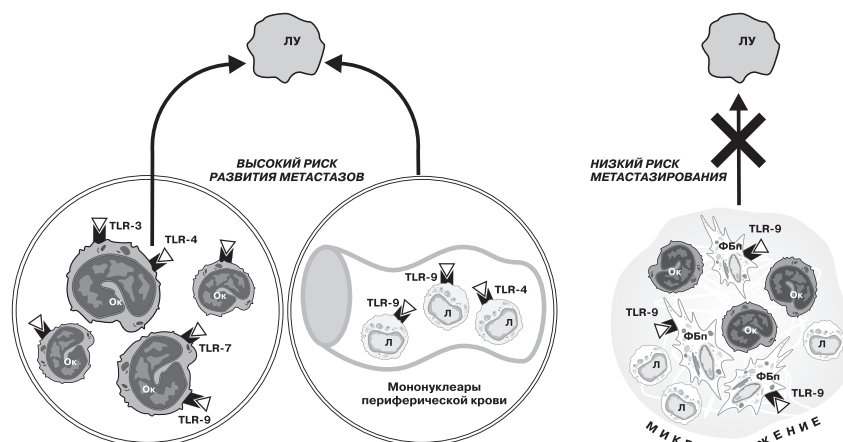 ЛУ
ЛУ
ВЫСОКИЙ РИСК
РАЗВИТИЯ МЕТАСТАЗОВ
НИЗКИЙ РИСК
МЕТАСТАЗИРОВАНИЯ
TLR-3
TLR-4
Ок
Ок
Ок
TLR-7
TLR-9
TLR-9
TLR-9
TLR-4
Л
Л
Л
Мононуклеары
периферической крови
TLR-9
ФБп
Ок
Ок
TLR-9
Ок
ФБп
Л
Л
ФБп
TLR-9
Л